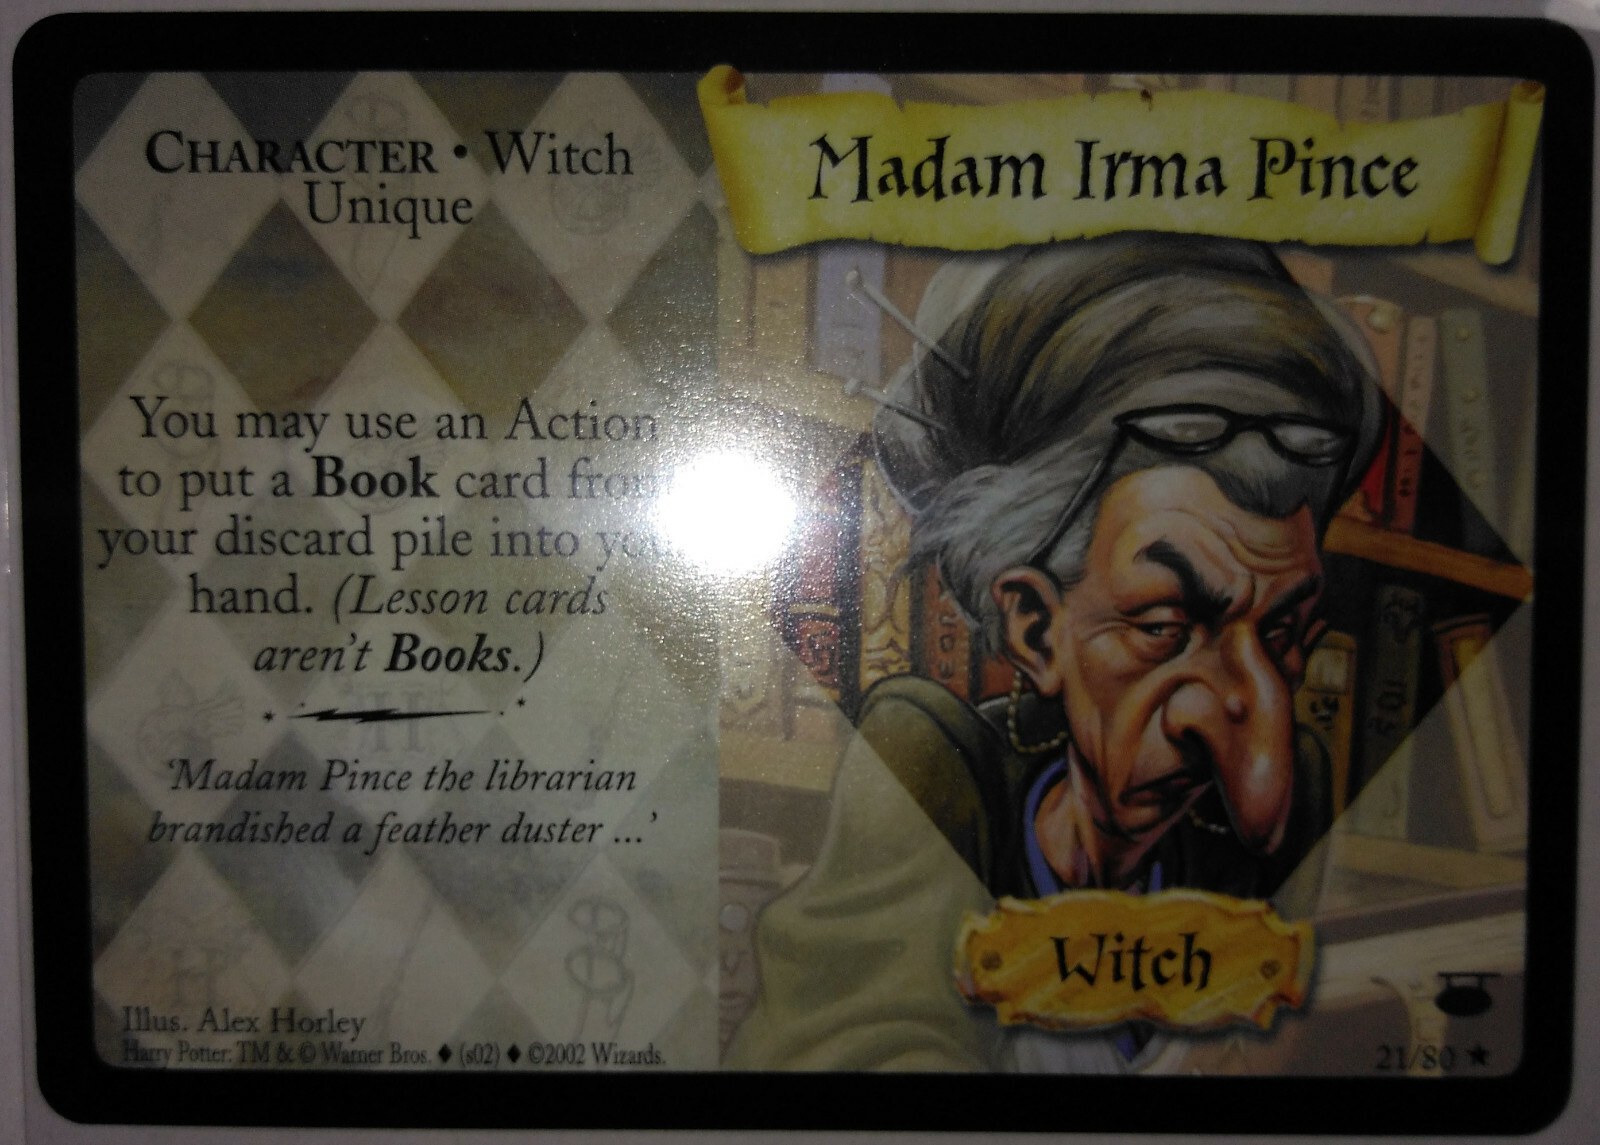 CHARACTER • Witch
Unique
Madam Irma Pince
You may use an Action
to put a Book card from
your discard pile into
hand. (Lesson cards
aren't Books.)
'Madam Pince the librarian
brandished a feather duster ...'
Witch
Illus. Alex Horley
Harry Potter, TM & © Warner Bros. ♦ (s02) ♦ ©2002 Wizards.
21/80 ★